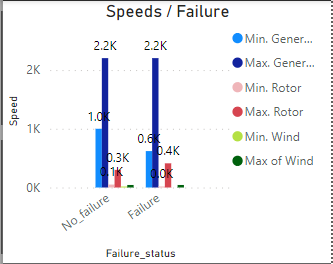 Speeds / Failure
Speed
2K
1K
0K
2.2K
2.2K
1.0K
0.6K
0.3K
0.4K
0.1K
0.0K
No_failure
Failure
Failure_status
Min. Gener...
Max. Gener...
Min. Rotor
Max. Rotor
Min. Wind
Max of Wind